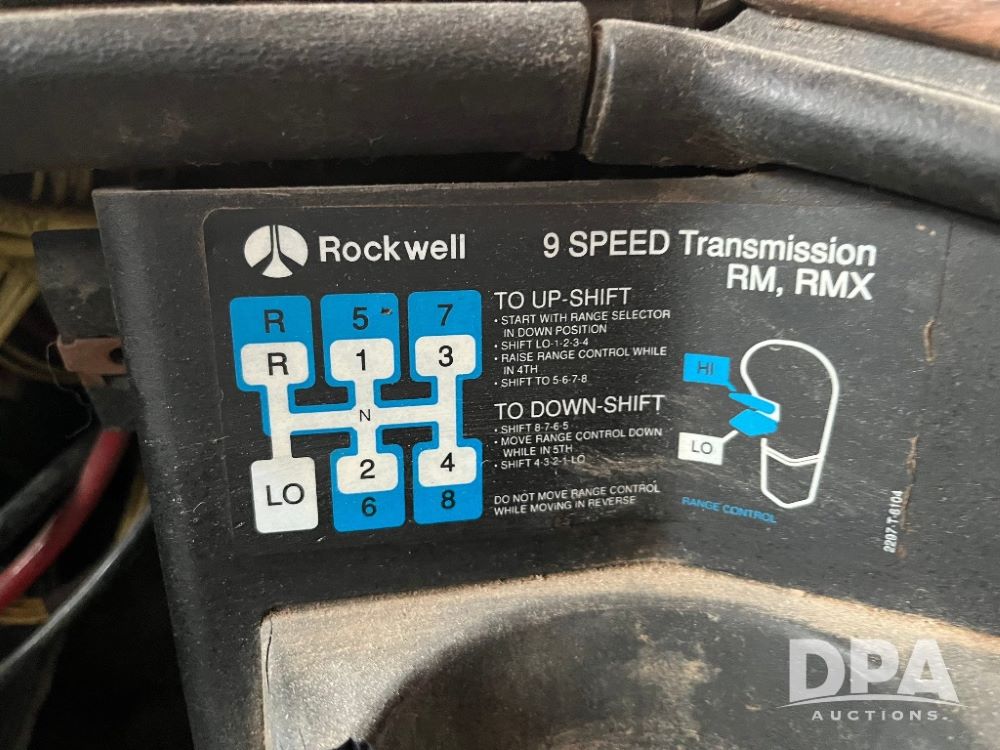 Rockwell
9 SPEED Transmission
RM, RMX
R 5 7
R 1 3
N
2 4
LO
6 8
TO UP-SHIFT
• START WITH RANGE SELECTOR
IN DOWN POSITION
• SHIFT LO-1-2-3-4
• RAISE RANGE CONTROL WHILE
IN 4TH
• SHIFT TO 5-6-7-8
TO DOWN-SHIFT
• SHIFT 8-7-6-5
• MOVE RANGE CONTROL DOWN
WHILE IN 5TH
• SHIFT 4-3-2-1-LO
DO NOT MOVE RANGE CONTROL
WHILE MOVING IN REVERSE
HI
LO
RANGE CONTROL
2207-T-6104
DPA
AUCTIONS.